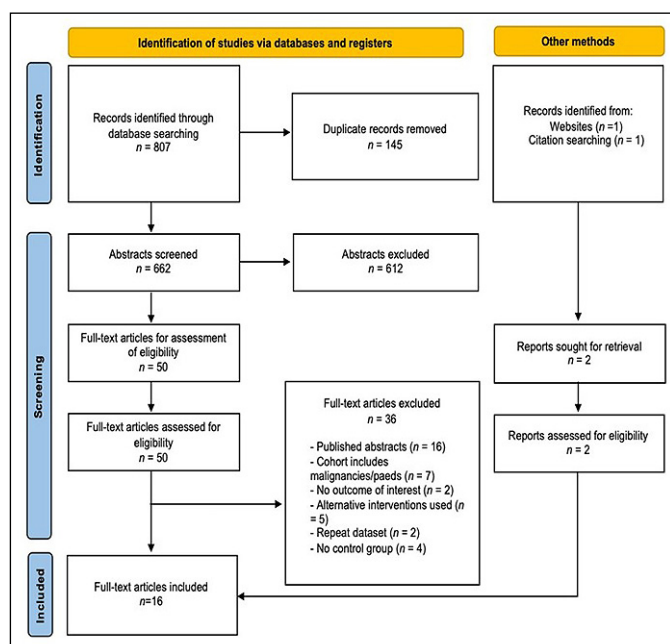 Identification of studies via databases and registers
Other methods
Identification
Records identified through
database searching
n = 807
Duplicate records removed
n = 145
Records identified from:
Websites (n =1)
Citation searching (n = 1)
Screening
Abstracts screened
n = 662
Abstracts excluded
n = 612
Full-text articles for assessment
of eligibility
n = 50
Reports sought for retrieval
n = 2
Full-text articles assessed for
eligibility
n = 50
Full-text articles excluded
n = 36
- Published abstracts (n = 16)
- Cohort includes
malignancies/paeds (n = 7)
- No outcome of interest (n = 2)
- Alternative interventions used (n
= 5)
- Repeat dataset (n = 2)
- No control group (n = 4)
Reports assessed for eligibility
n = 2
Included
Full-text articles included
n=16